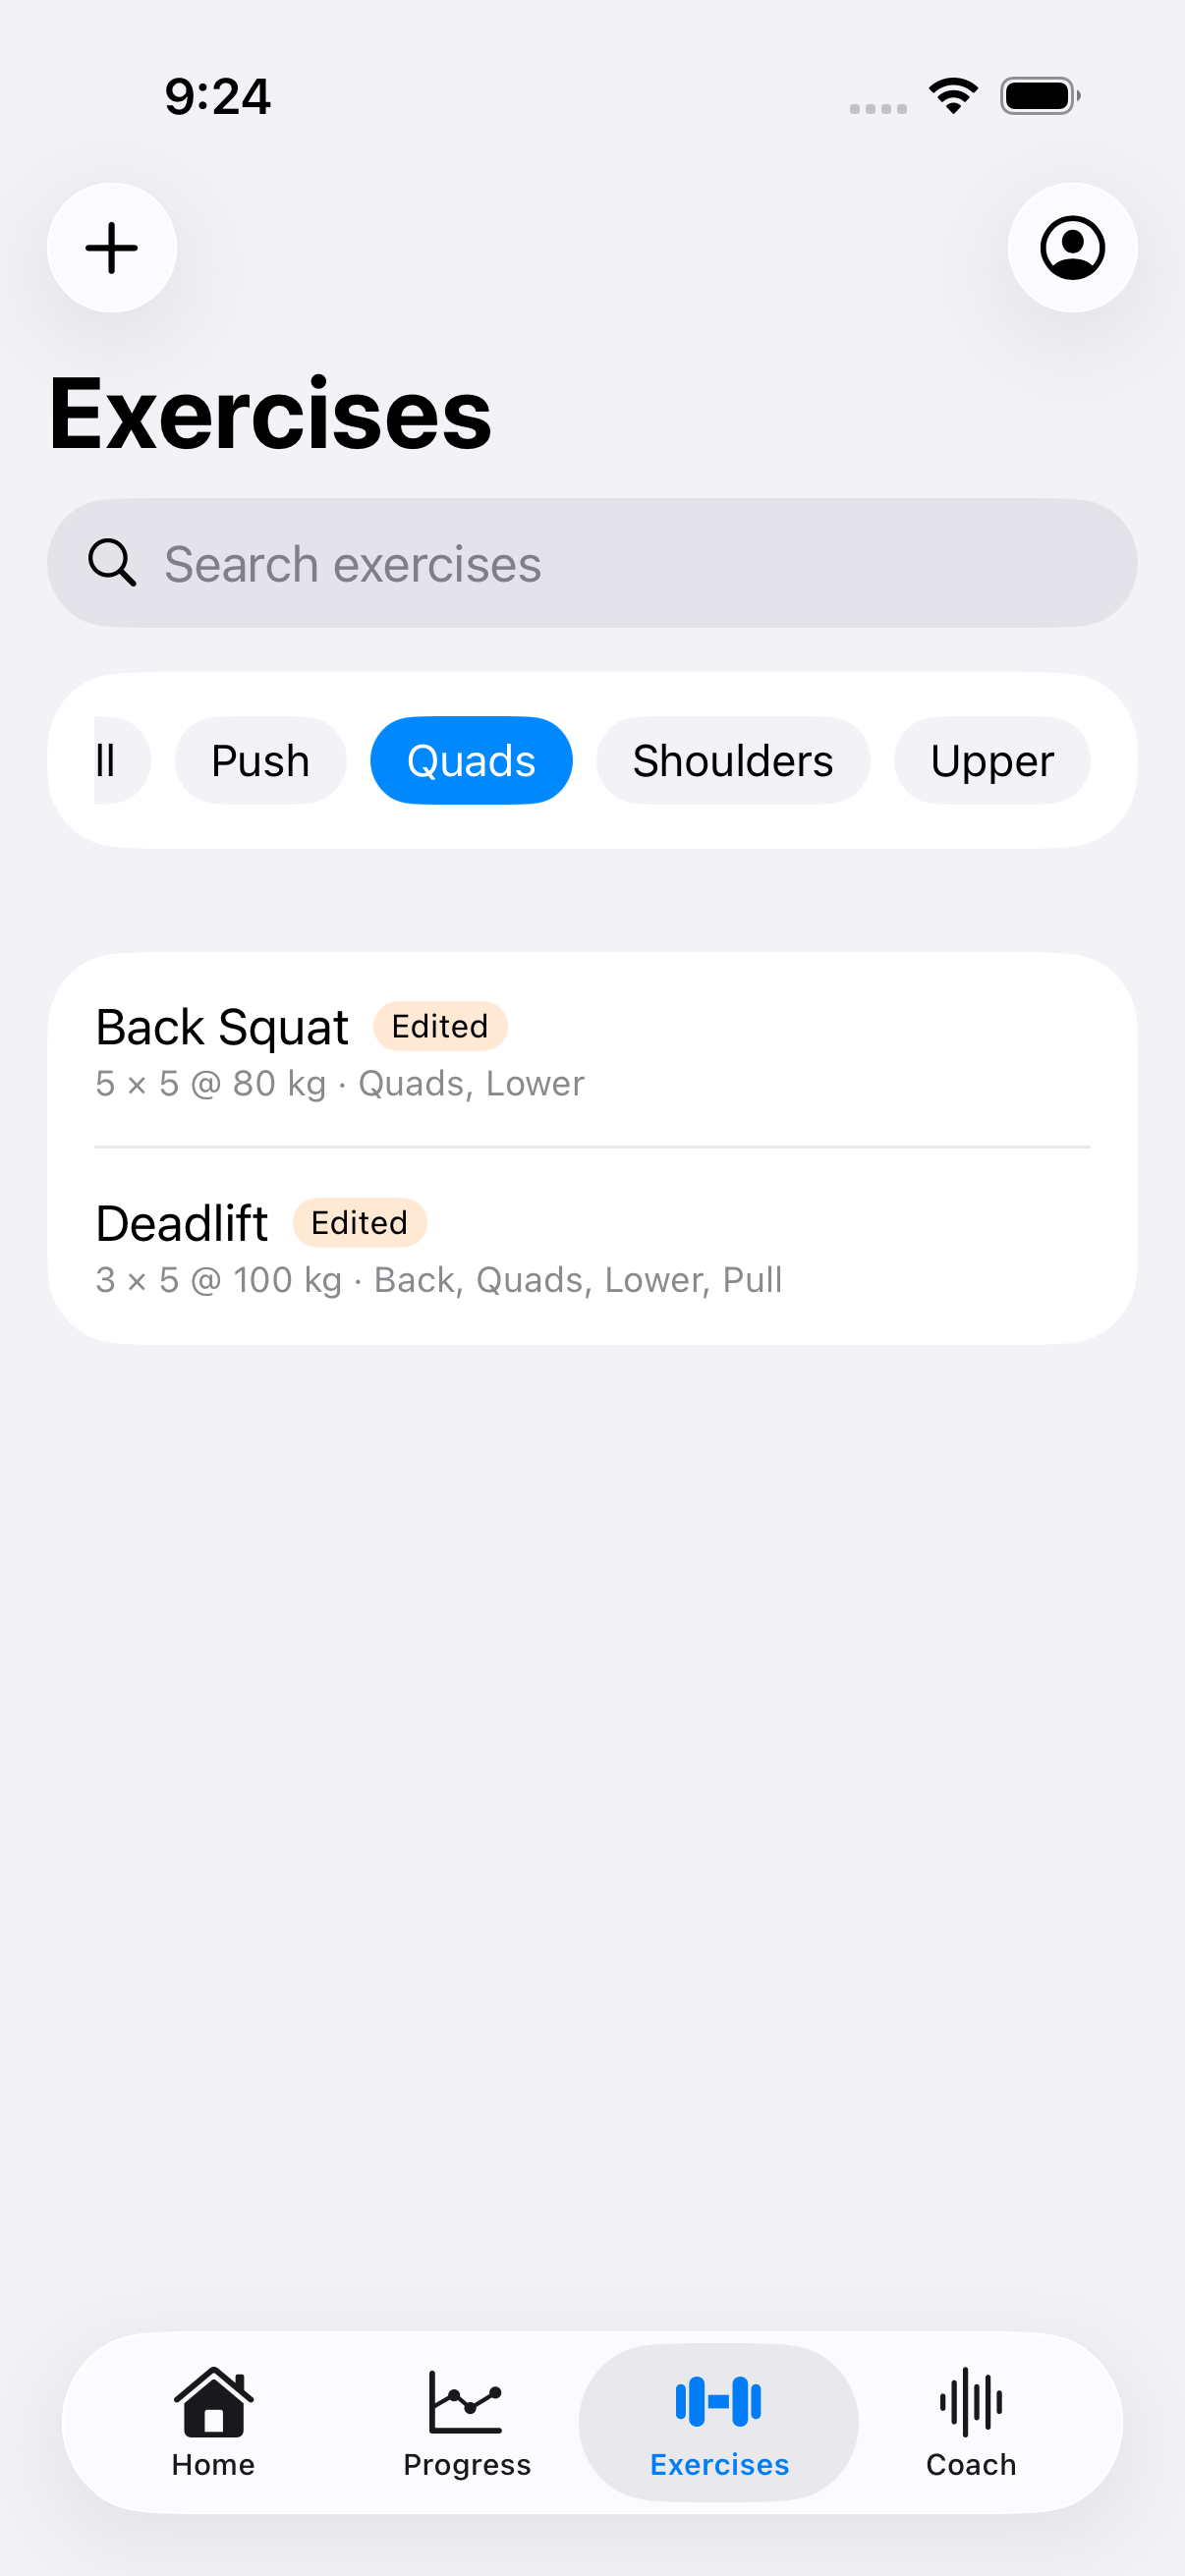 9:24
Exercises
Search exercises
ll Push Quads Shoulders Upper
Back Squat Edited
5 × 5 @ 80 kg · Quads, Lower
Deadlift Edited
3 × 5 @ 100 kg · Back, Quads, Lower, Pull
Home Progress Exercises Coach